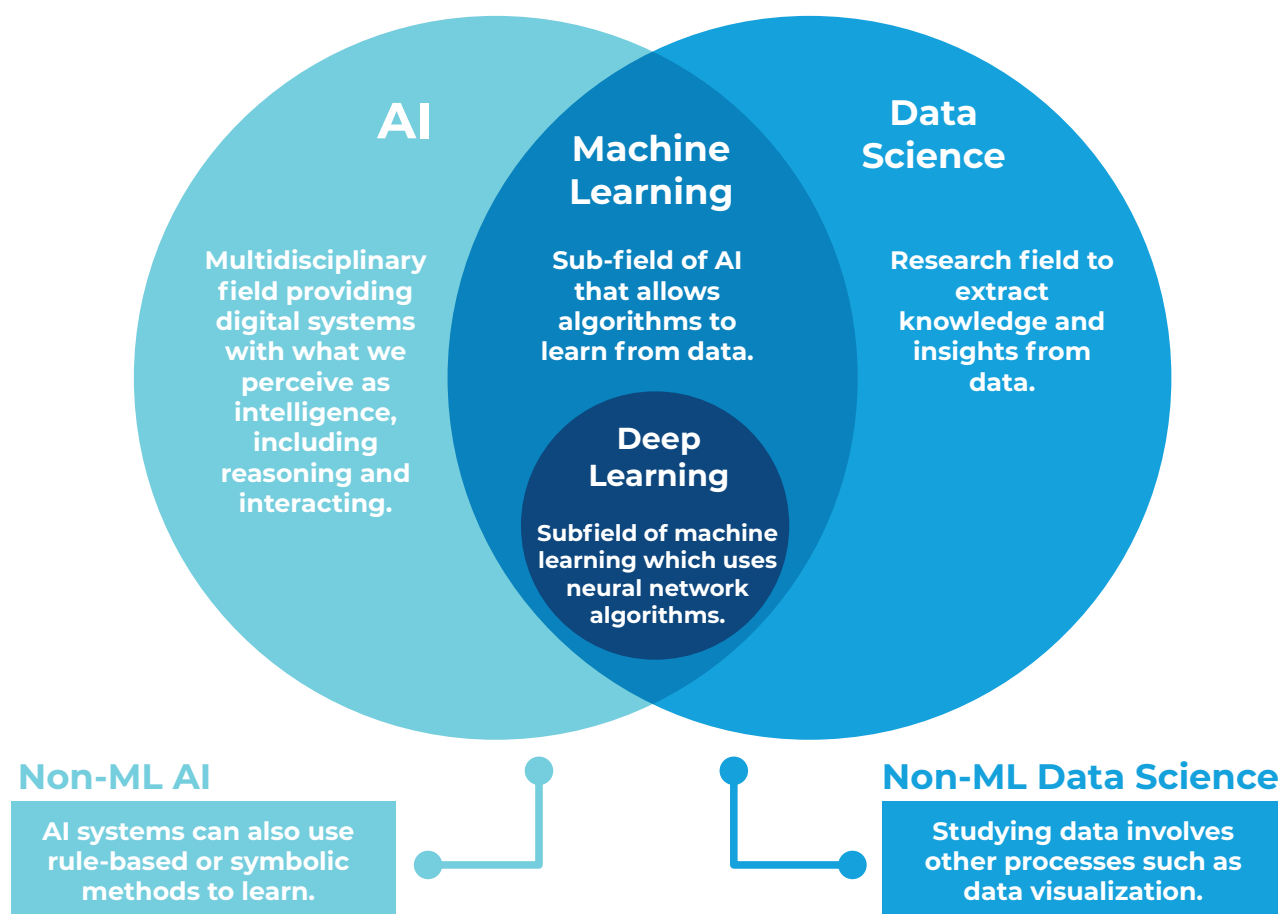 AI
Multidisciplinary
field providing
digital systems
with what we
perceive as
intelligence,
including
reasoning and
interacting.
Machine
Learning
Sub-field of AI
that allows
algorithms to
learn from data.
Deep
Learning
Subfield of machine
learning which uses
neural network
algorithms.
Data
Science
Research field to
extract
knowledge and
insights from
data.
Non-ML AI
AI systems can also use
rule-based or symbolic
methods to learn.
Non-ML Data Science
Studying data involves
other processes such as
data visualization.